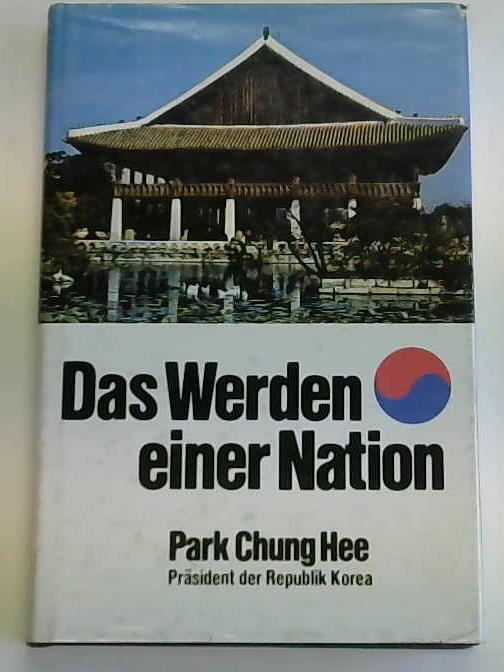 Das Werden
einer Nation
Park Chung Hee
Präsident der Republik Korea